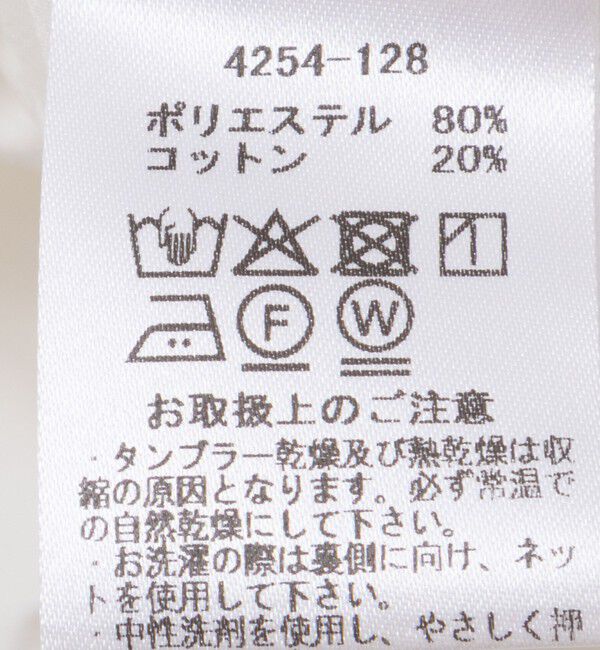 4254-128
ポリエステル 80%
コットン 20%
F W
お取扱上のご注意
・タンブラー乾燥及び熱乾燥は収
縮の原因となります。必ず常温で
の自然乾燥にして下さい。
・お洗濯の際は裏側に向け、ネッ
トを使用して下さい。
・中性洗剤を使用し、やさしく押